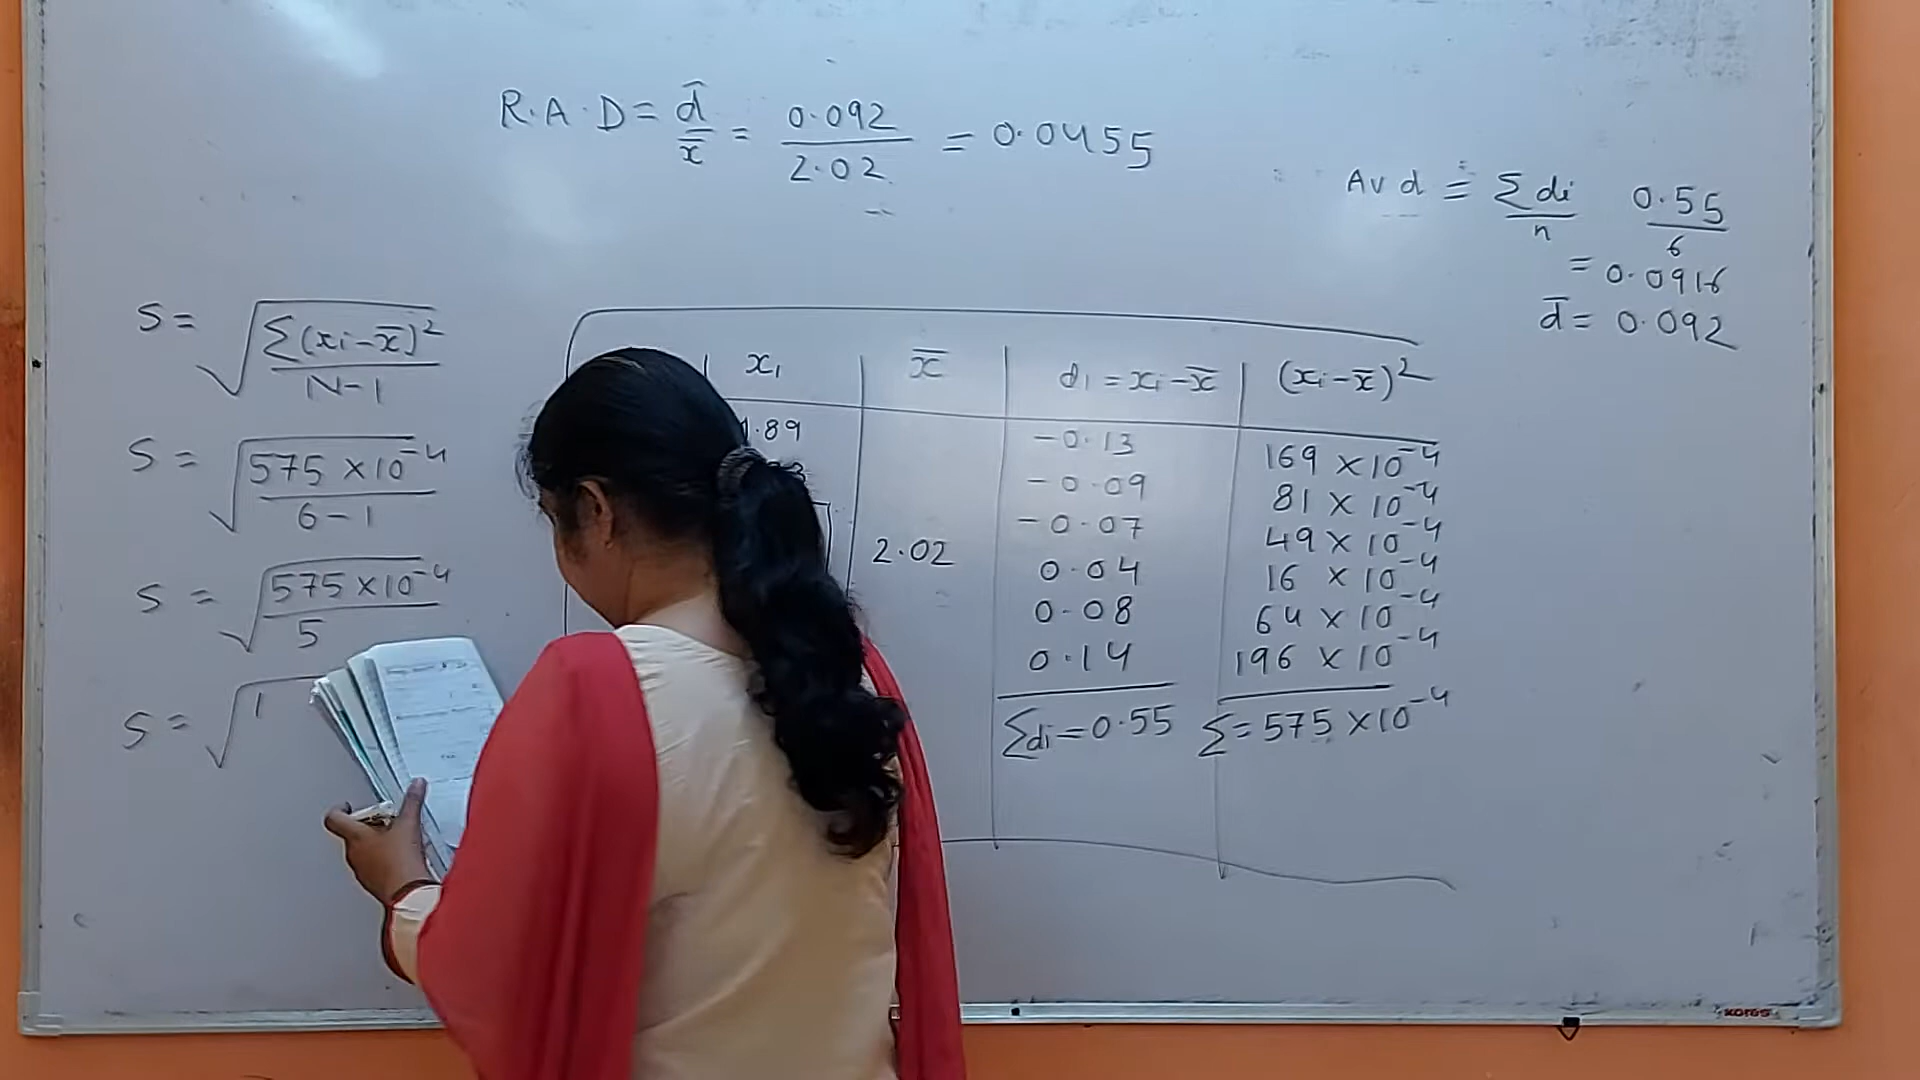 R.A.D = d̄/x̄ = 0.092/2.02 = 0.0455
Av d = Σdi/n 0.55/6
= 0.0916
d̄ = 0.092
S = √(Σ(xi-x̄)²/N-1)
S = √(575 × 10⁻⁴/6-1)
S = √(575 × 10⁻⁴/5)
S = √1
x₁ x̄ d₁ = xi-x̄ (xi-x̄)²
1.89 -0.13 169 × 10⁻⁴
-0.09 81 × 10⁻⁴
-0.07 49 × 10⁻⁴
2.02 0.04 16 × 10⁻⁴
0.08 64 × 10⁻⁴
0.14 196 × 10⁻⁴
Σdi = 0.55 Σ = 575 × 10⁻⁴
KORES